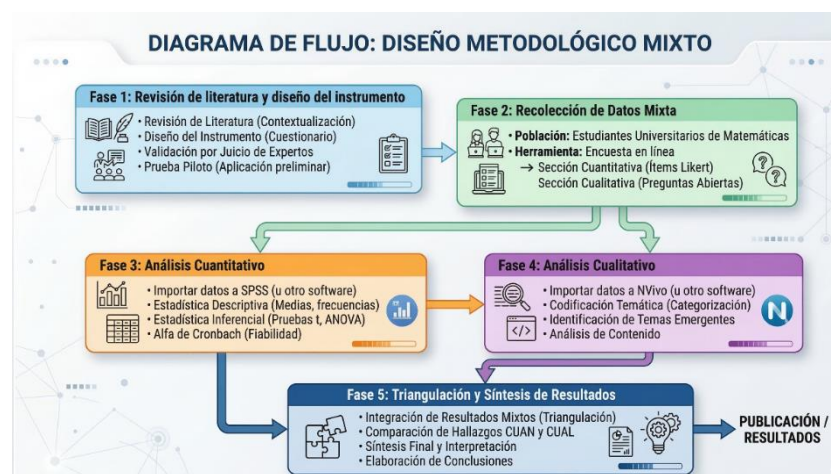 DIAGRAMA DE FLUJO: DISEÑO METODOLÓGICO MIXTO
Fase 1: Revisión de literatura y diseño del instrumento
• Revisión de Literatura (Contextualización)
• Diseño del Instrumento (Cuestionario)
• Validación por Juicio de Expertos
• Prueba Piloto (Aplicación preliminar)
Fase 2: Recolección de Datos Mixta
• Población: Estudiantes Universitarios de Matemáticas
• Herramienta: Encuesta en línea
→ Sección Cuantitativa (Ítems Likert)
Sección Cualitativa (Preguntas Abiertas)
Fase 3: Análisis Cuantitativo
• Importar datos a SPSS (u otro software)
• Estadística Descriptiva (Medias, frecuencias)
• Estadística Inferencial (Pruebas t, ANOVA)
• Alfa de Cronbach (Fiabilidad)
Fase 4: Análisis Cualitativo
• Importar datos a NVivo (u otro software)
• Codificación Temática (Categorización)
• Identificación de Temas Emergentes
• Análisis de Contenido
N
Fase 5: Triangulación y Síntesis de Resultados
• Integración de Resultados Mixtos (Triangulación)
• Comparación de Hallazgos CUAN y CUAL
• Síntesis Final y Interpretación
• Elaboración de Conclusiones
PUBLICACIÓN /
RESULTADOS